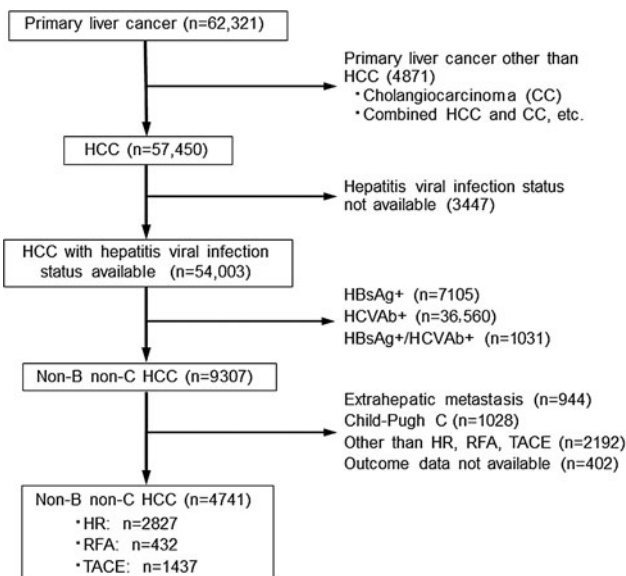 Primary liver cancer (n=62,321)
Primary liver cancer other than
HCC (4871)
・Cholangiocarcinoma (CC)
・Combined HCC and CC, etc.
HCC (n=57,450)
Hepatitis viral infection status
not available (3447)
HCC with hepatitis viral infection
status available (n=54,003)
HBsAg+ (n=7105)
HCVAb+ (n=36,560)
HBsAg+/HCVAb+ (n=1031)
Non-B non-C HCC (n=9307)
Extrahepatic metastasis (n=944)
Child-Pugh C (n=1028)
Other than HR, RFA, TACE (n=2192)
Outcome data not available (n=402)
Non-B non-C HCC (n=4741)
・HR: n=2827
・RFA: n=432
・TACE: n=1437